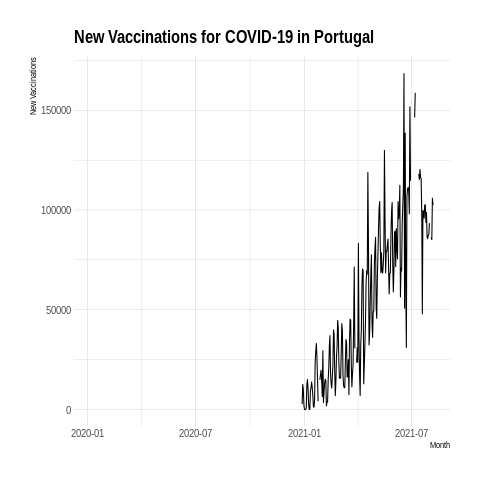 New Vaccinations for COVID-19 in Portugal
New Vaccinations
150000
100000
50000
0
2020-01 2020-07 2021-01 2021-07
Month